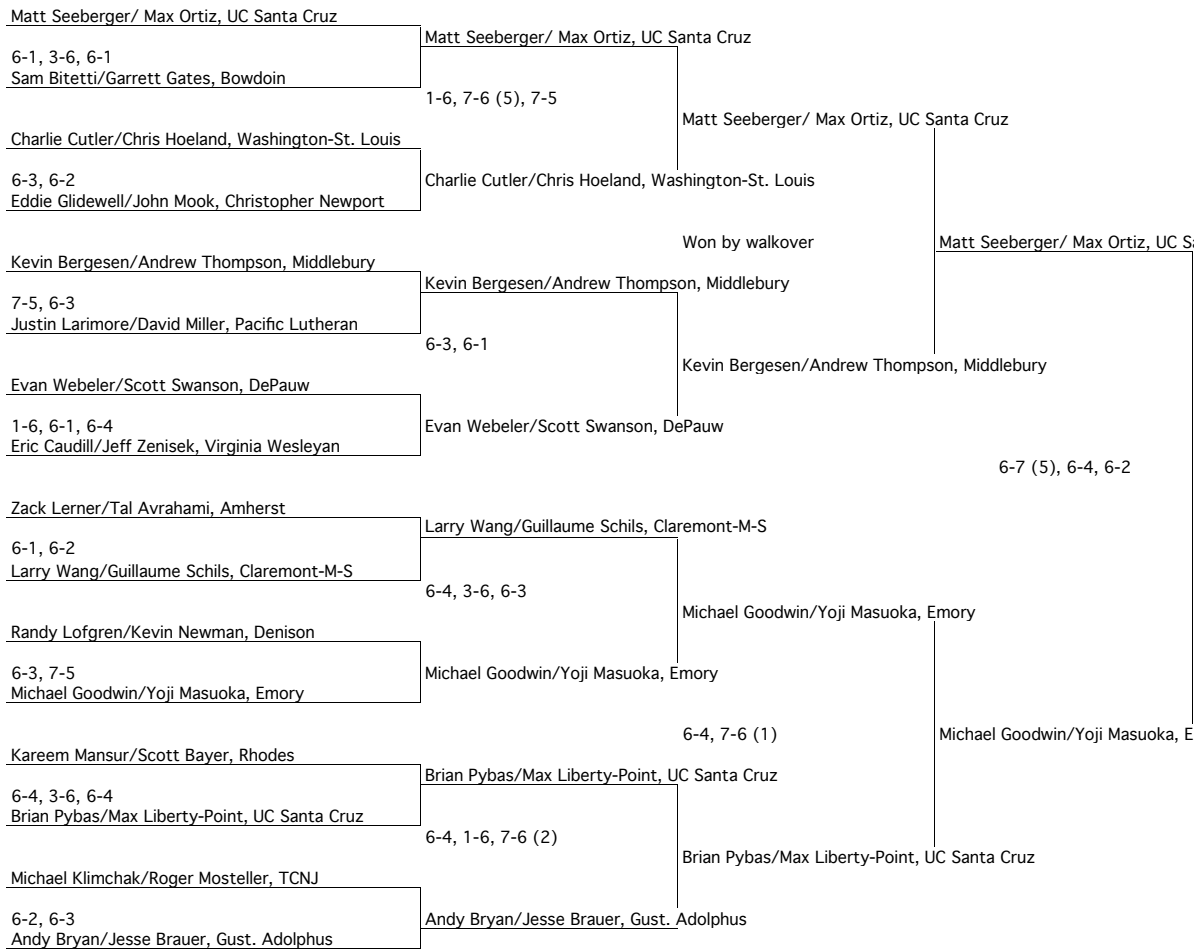 Matt Seeberger/ Max Ortiz, UC Santa Cruz
6-1, 3-6, 6-1
Sam Bitetti/Garrett Gates, Bowdoin
Charlie Cutler/Chris Hoeland, Washington-St. Louis
6-3, 6-2
Eddie Glidewell/John Mook, Christopher Newport
Kevin Bergesen/Andrew Thompson, Middlebury
7-5, 6-3
Justin Larimore/David Miller, Pacific Lutheran
Evan Webeler/Scott Swanson, DePauw
1-6, 6-1, 6-4
Eric Caudill/Jeff Zenisek, Virginia Wesleyan
Zack Lerner/Tal Avrahami, Amherst
6-1, 6-2
Larry Wang/Guillaume Schils, Claremont-M-S
Randy Lofgren/Kevin Newman, Denison
6-3, 7-5
Michael Goodwin/Yoji Masuoka, Emory
Kareem Mansur/Scott Bayer, Rhodes
6-4, 3-6, 6-4
Brian Pybas/Max Liberty-Point, UC Santa Cruz
Michael Klimchak/Roger Mosteller, TCNJ
6-2, 6-3
Andy Bryan/Jesse Brauer, Gust. Adolphus
Matt Seeberger/ Max Ortiz, UC Santa Cruz
1-6, 7-6 (5), 7-5
Charlie Cutler/Chris Hoeland, Washington-St. Louis
Kevin Bergesen/Andrew Thompson, Middlebury
6-3, 6-1
Evan Webeler/Scott Swanson, DePauw
Larry Wang/Guillaume Schils, Claremont-M-S
6-4, 3-6, 6-3
Michael Goodwin/Yoji Masuoka, Emory
Brian Pybas/Max Liberty-Point, UC Santa Cruz
6-4, 1-6, 7-6 (2)
Andy Bryan/Jesse Brauer, Gust. Adolphus
Matt Seeberger/ Max Ortiz, UC Santa Cruz
Won by walkover
Kevin Bergesen/Andrew Thompson, Middlebury
Michael Goodwin/Yoji Masuoka, Emory
6-4, 7-6 (1)
Brian Pybas/Max Liberty-Point, UC Santa Cruz
Matt Seeberger/ Max Ortiz, UC Sa
6-7 (5), 6-4, 6-2
Michael Goodwin/Yoji Masuoka, E